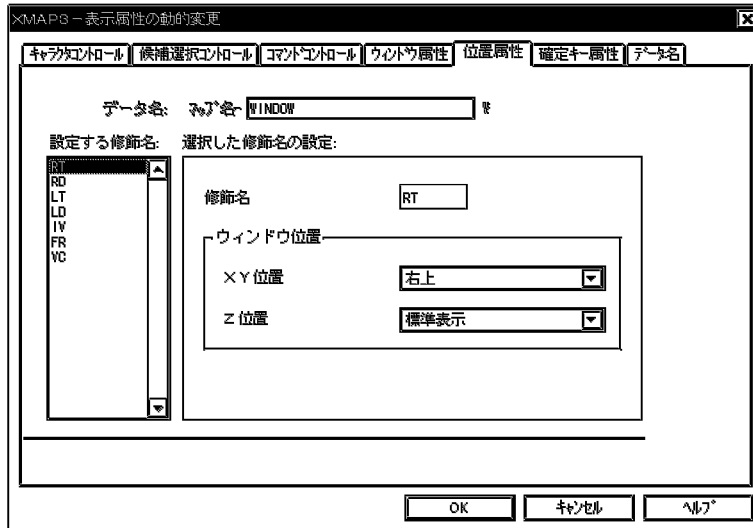 XMAP3－表示属性の動的変更
ｷｬﾗｸﾀｺﾝﾄﾛｰﾙ 候補選択ｺﾝﾄﾛｰﾙ ｺﾏﾝﾄﾞｺﾝﾄﾛｰﾙ ｳｨﾝﾄﾞｳ属性 位置属性 確定ｷｰ属性 ﾃﾞｰﾀ名
データ名: ﾏｯﾌﾟ名- WINDOW
設定する修飾名: 選択した修飾名の設定:
RT
RD
LT
LD
IV
FR
VC
修飾名 RT
ウィンドウ位置
ＸＹ位置 右上
Ｚ位置 標準表示
OK ｷｬﾝｾﾙ ﾍﾙﾌﾟ